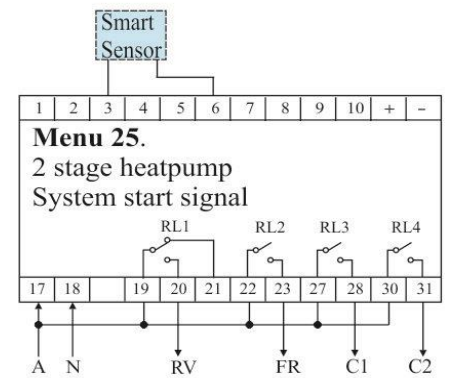 Smart
Sensor
1 2 3 4 5 6 7 8 9 10 + -
Menu 25.
2 stage heatpump
System start signal
RL1 RL2 RL3 RL4
17 18 19 20 21 22 23 27 28 30 31
A N RV FR C1 C2